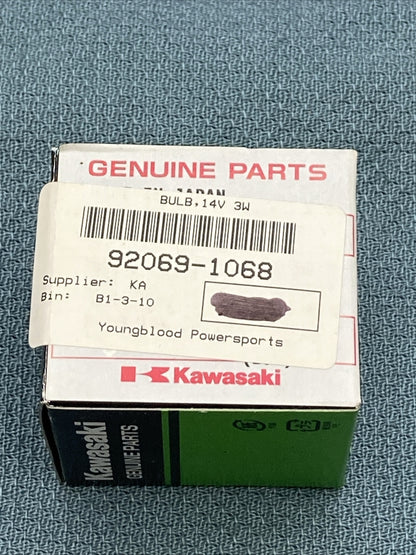 GENUINE PARTS
JAPAN
BULB,14V 3W
92069-1068
Supplier: KA
Bin: B1-3-10
Youngblood Powersports
Kawasaki
Kawasaki
GENUINE PARTS